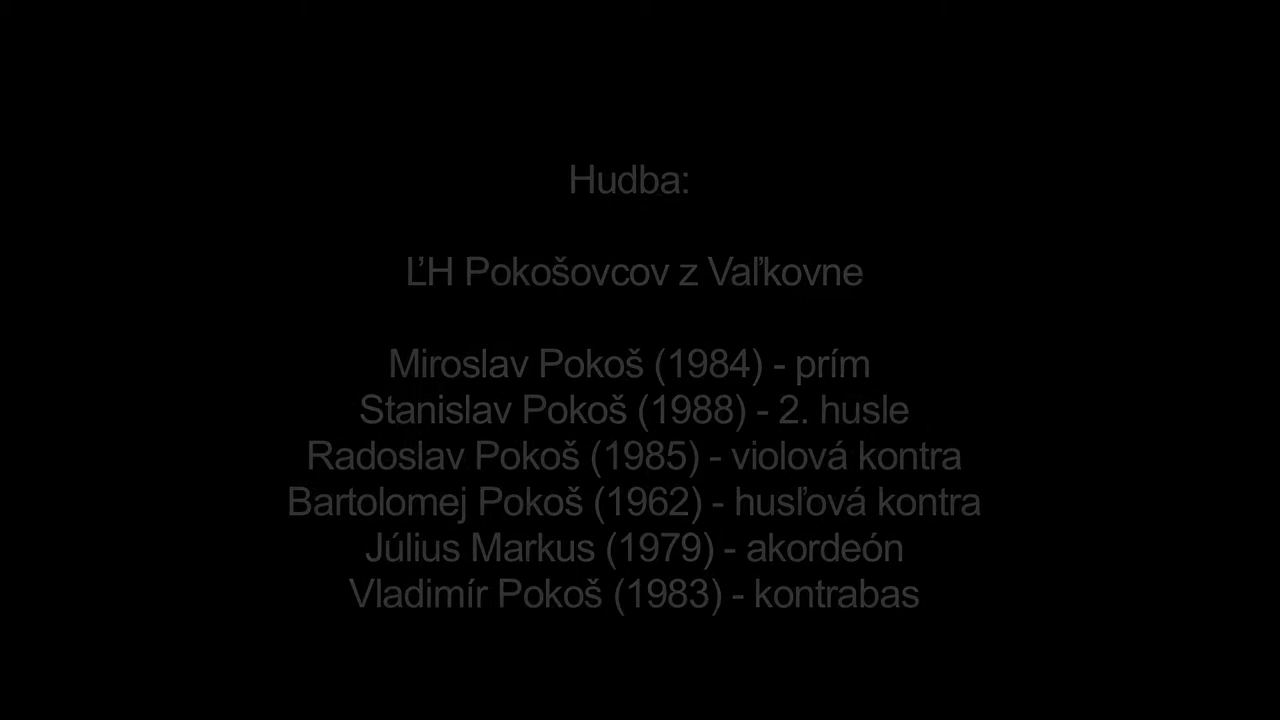 Hudba:
ĽH Pokošovcov z Vaľkovne
Miroslav Pokoš (1984) - prím
Stanislav Pokoš (1988) - 2. husle
Radoslav Pokoš (1985) - violová kontra
Bartolomej Pokoš (1962) - husľová kontra
Július Markus (1979) - akordeón
Vladimír Pokoš (1983) - kontrabas